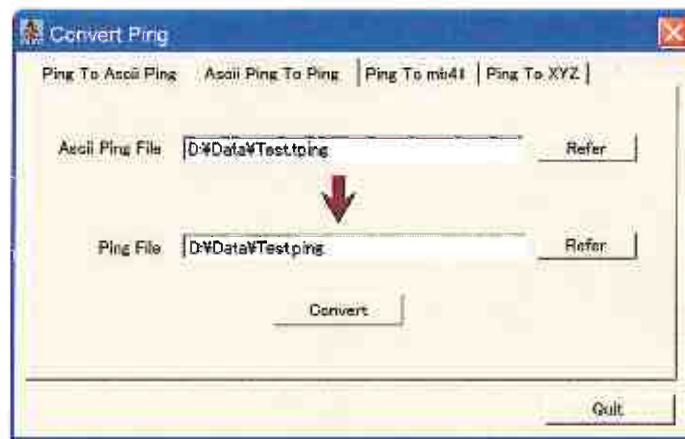 Convert Ping
Ping To Ascii Ping Ascii Ping To Ping Ping To mb41 Ping To XYZ
Ascii Ping File D:¥Data¥Test.tping Refer
Ping File D:¥Data¥Test.ping Refer
Convert
Quit